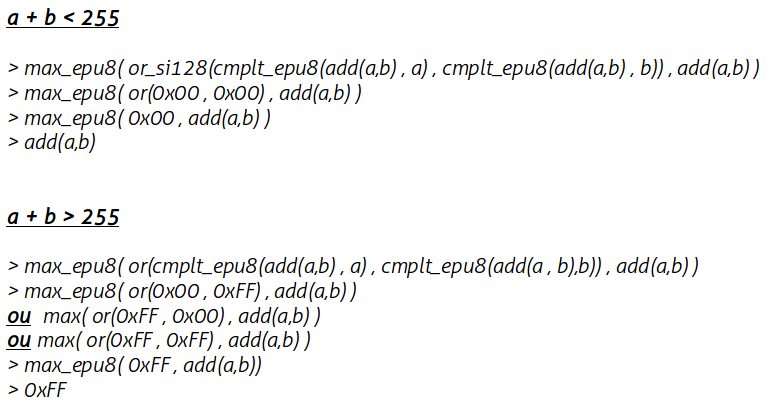 a + b < 255
> max_epu8( or_si128(cmplt_epu8(add(a,b) , a) , cmplt_epu8(add(a,b) , b)) , add(a,b) )
> max_epu8( or(0x00 , 0x00) , add(a,b) )
> max_epu8( 0x00 , add(a,b) )
> add(a,b)
a + b > 255
> max_epu8( or(cmplt_epu8(add(a,b) , a) , cmplt_epu8(add(a , b),b)) , add(a,b) )
> max_epu8( or(0x00 , 0xFF) , add(a,b) )
ou max( or(0xFF , 0x00) , add(a,b) )
ou max( or(0xFF , 0xFF) , add(a,b) )
> max_epu8( 0xFF , add(a,b))
> 0xFF